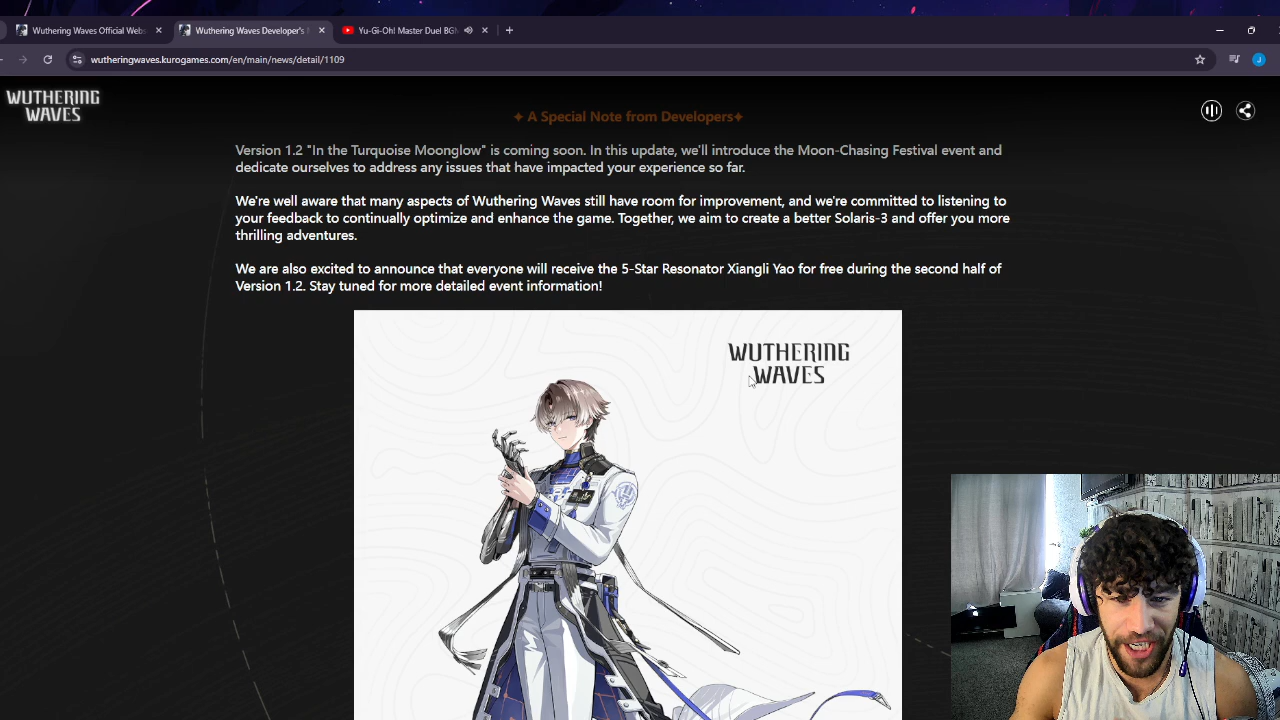 Wuthering Waves Official Webs
Wuthering Waves Developer's
Yu-Gi-Oh! Master Duel BGM
wutheringwaves.kurogames.com/en/main/news/detail/1109
J
WUTHERING
WAVES
✦ A Special Note from Developers✦
Version 1.2 "In the Turquoise Moonglow" is coming soon. In this update, we'll introduce the Moon-Chasing Festival event and
dedicate ourselves to address any issues that have impacted your experience so far.
We're well aware that many aspects of Wuthering Waves still have room for improvement, and we're committed to listening to
your feedback to continually optimize and enhance the game. Together, we aim to create a better Solaris-3 and offer you more
thrilling adventures.
We are also excited to announce that everyone will receive the 5-Star Resonator Xiangli Yao for free during the second half of
Version 1.2. Stay tuned for more detailed event information!
WUTHERING
WAVES